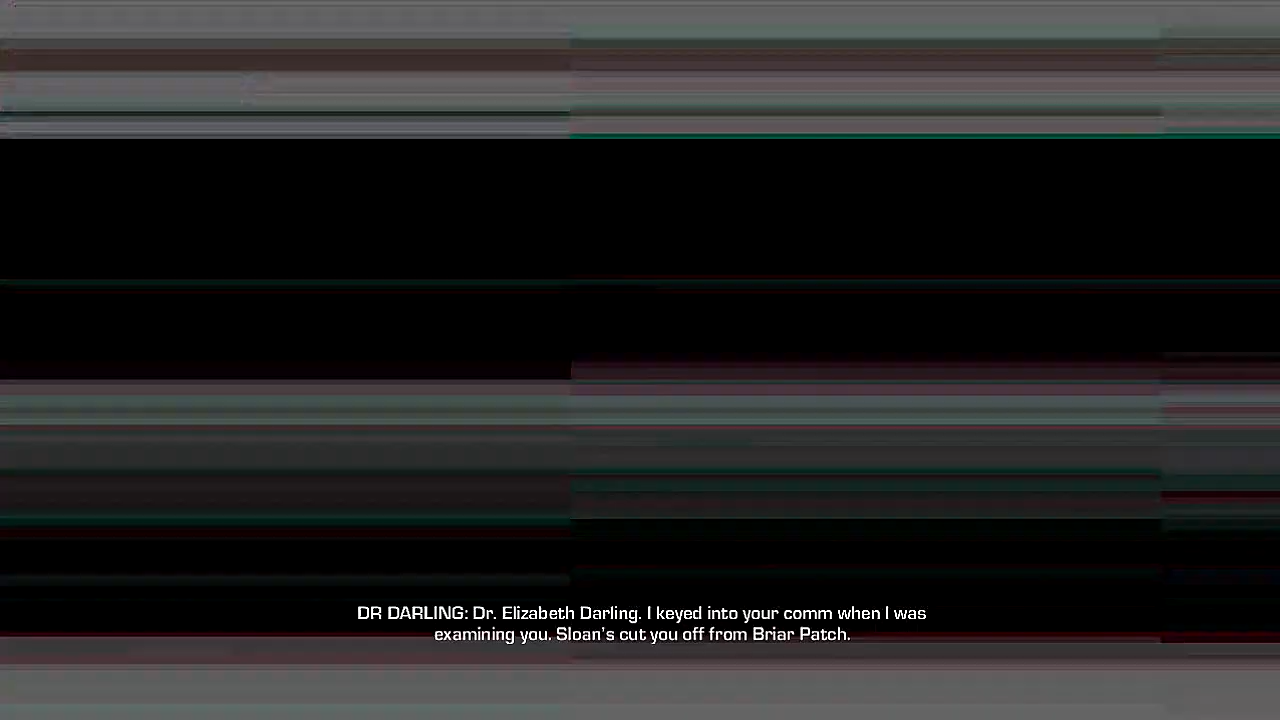 DR DARLING: Dr. Elizabeth Darling. I keyed into your comm when I was
examining you. Sloan's cut you off from Briar Patch.